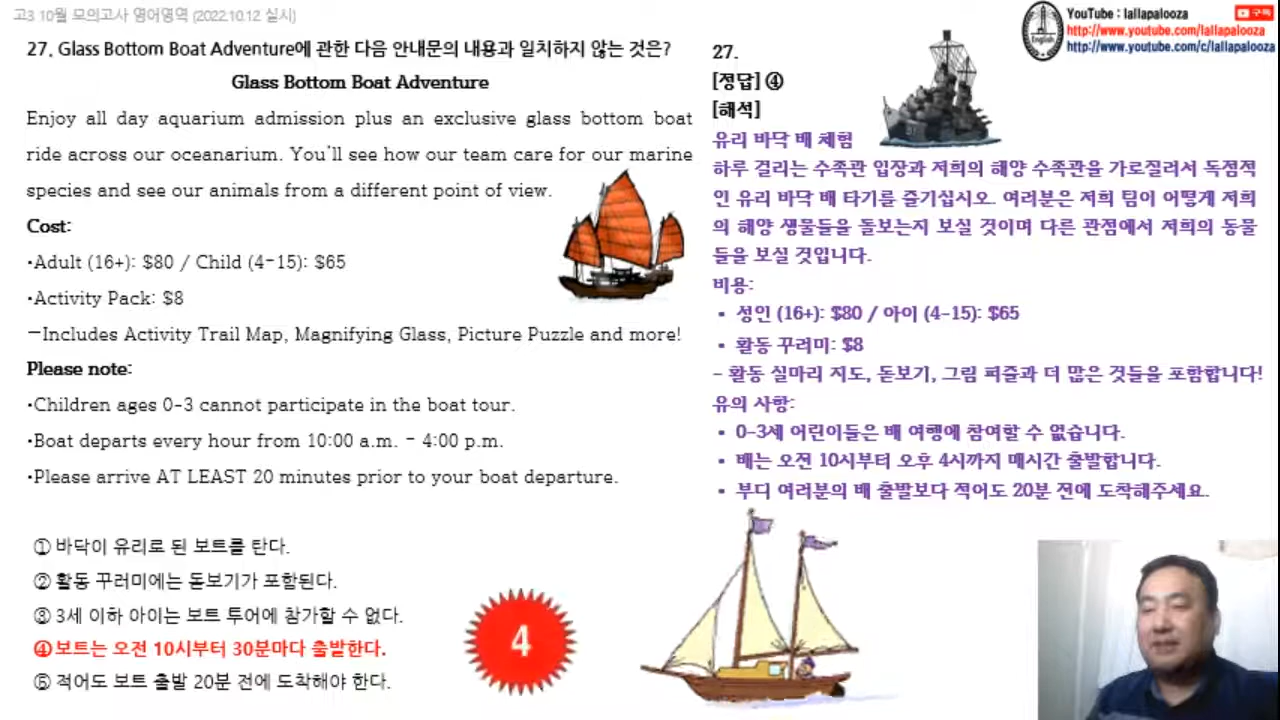 고3 10월 모의고사 영어영역 (2022.10.12 실시)
27. Glass Bottom Boat Adventure에 관한 다음 안내문의 내용과 일치하지 않는 것은?
Glass Bottom Boat Adventure
Enjoy all day aquarium admission plus an exclusive glass bottom boat
ride across our oceanarium. You'll see how our team care for our marine
species and see our animals from a different point of view.
Cost:
·Adult (16+): $80 / Child (4-15): $65
·Activity Pack: $8
-Includes Activity Trail Map, Magnifying Glass, Picture Puzzle and more!
Please note:
·Children ages 0-3 cannot participate in the boat tour.
·Boat departs every hour from 10:00 a.m. - 4:00 p.m.
·Please arrive AT LEAST 20 minutes prior to your boat departure.
① 바닥이 유리로 된 보트를 탄다.
② 활동 꾸러미에는 돋보기가 포함된다.
③ 3세 이하 아이는 보트 투어에 참가할 수 없다.
④ 보트는 오전 10시부터 30분마다 출발한다.
⑤ 적어도 보트 출발 20분 전에 도착해야 한다.
4
27.
[정답] ④
[해석]
유리 바닥 배 체험
하루 걸리는 수족관 입장과 저희의 해양 수족관을 가로질러서 독점적
인 유리 바닥 배 타기를 즐기십시오. 여러분은 저희 팀이 어떻게 저희
의 해양 생물들을 돌보는지 보실 것이며 다른 관점에서 저희의 동물
들을 보실 것입니다.
비용:
• 성인 (16+): $80 / 아이 (4-15): $65
• 활동 꾸러미: $8
- 활동 실마리 지도, 돋보기, 그림 퍼즐과 더 많은 것들을 포함합니다!
유의 사항:
• 0-3세 어린이들은 배 여행에 참여할 수 없습니다.
• 배는 오전 10시부터 오후 4시까지 매시간 출발합니다.
• 부디 여러분의 배 출발보다 적어도 20분 전에 도착해주세요.
English
YouTube : lallapalooza
구독
http://www.youtube.com/lallapalooza
http://www.youtube.com/c/lallapalooza